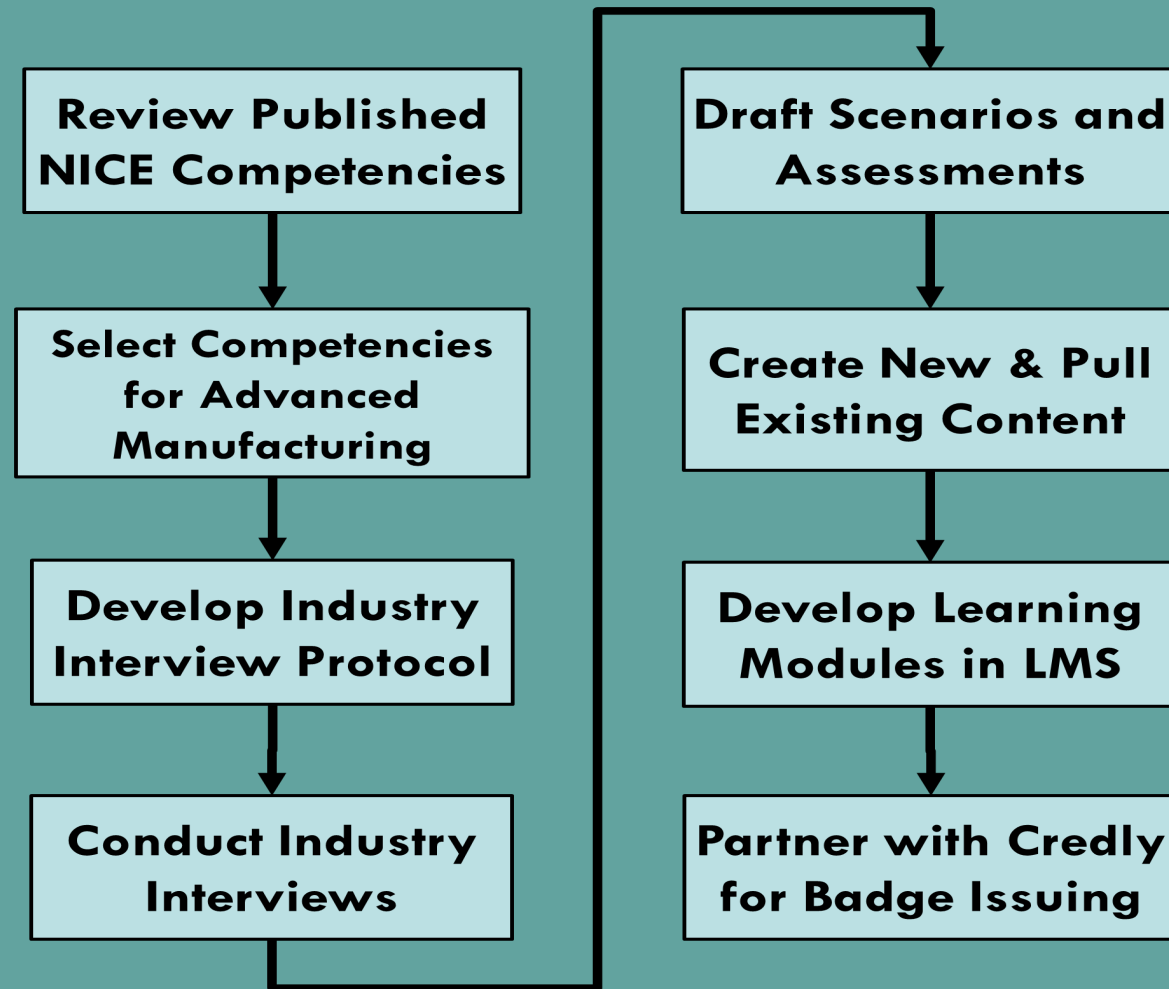 Review Published
NICE Competencies
Select Competencies
for Advanced
Manufacturing
Develop Industry
Interview Protocol
Conduct Industry
Interviews
Draft Scenarios and
Assessments
Create New & Pull
Existing Content
Develop Learning
Modules in LMS
Partner with Credly
for Badge Issuing